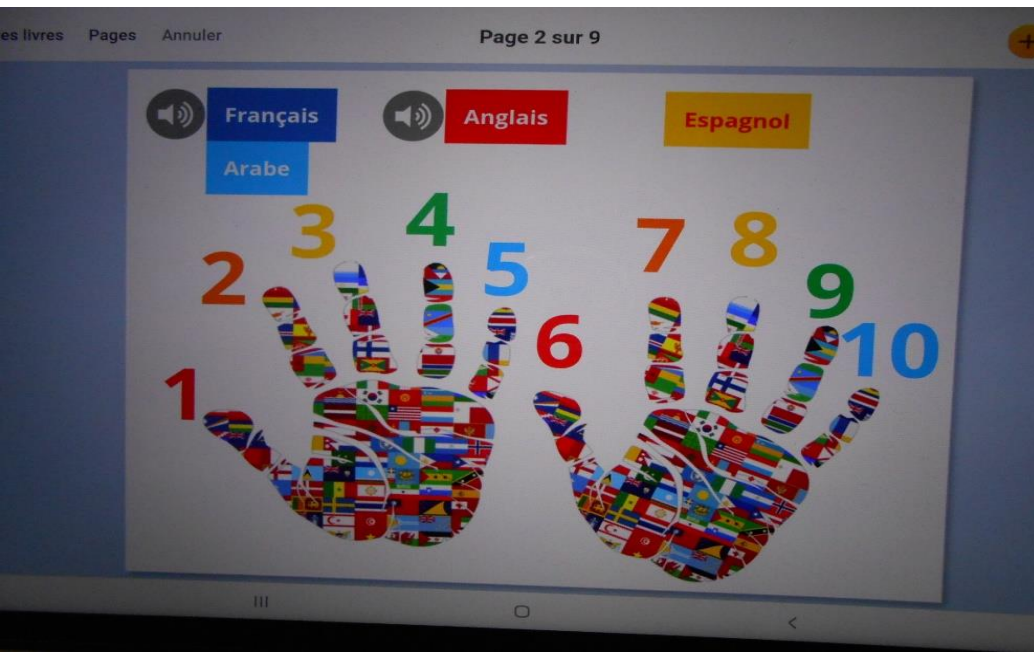 es livres Pages Annuler Page 2 sur 9 +
Français Anglais Espagnol
Arabe
1 2 3 4 5 6 7 8 9 10